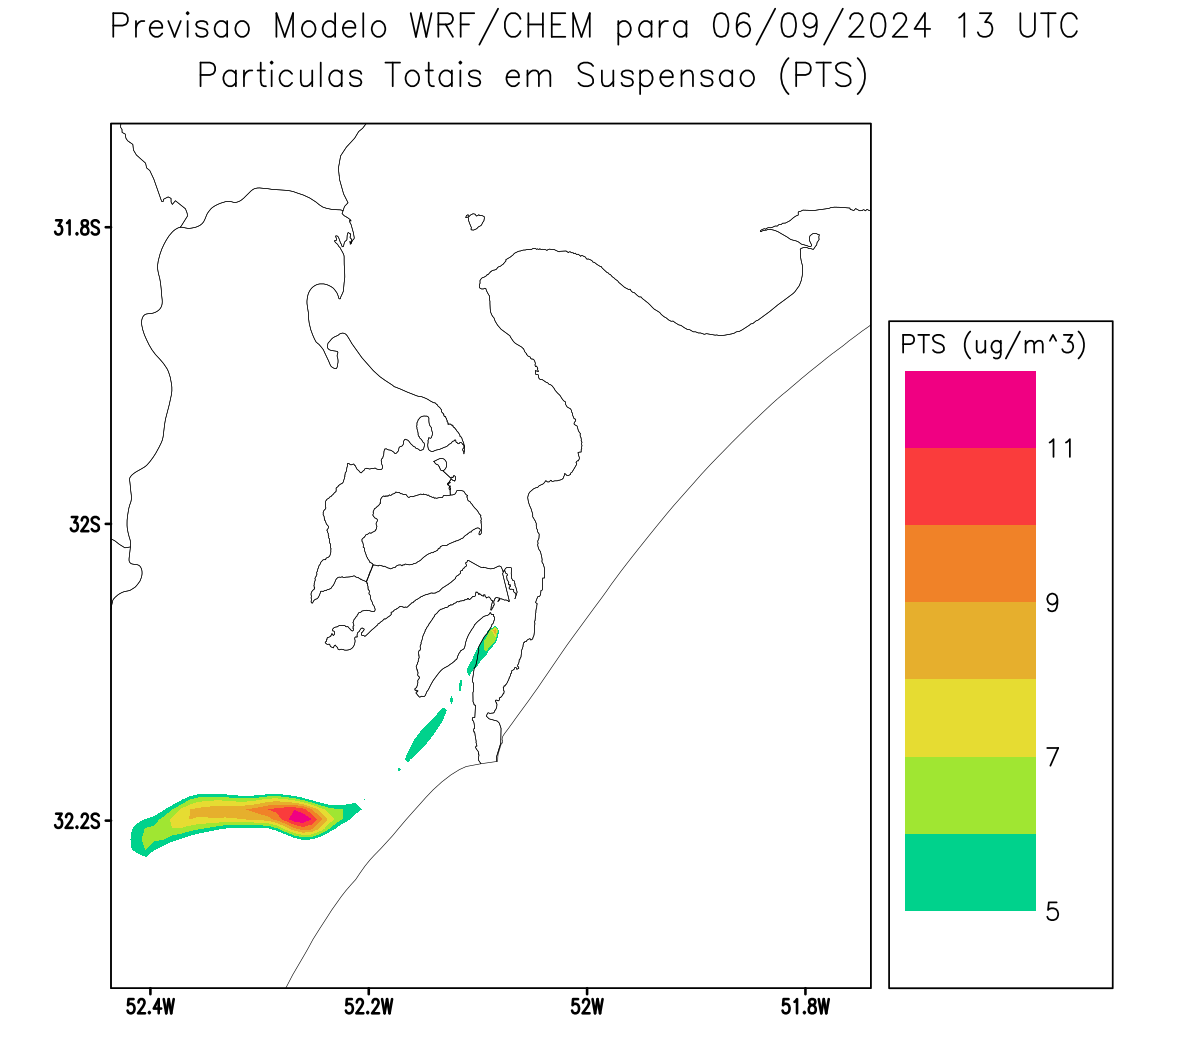 Previsao Modelo WRF/CHEM para 06/09/2024 13 UTC
Particulas Totais em Suspensao (PTS)
31.8S
32S
32.2S
52.4W
52.2W
52W
51.8W
PTS (ug/m^3)
11
9
7
5